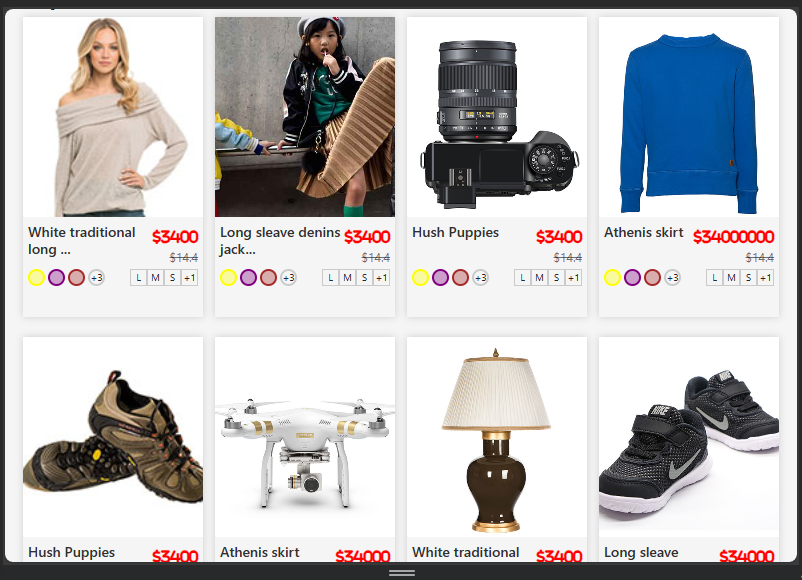 White traditional
long ...
$3400
$14.4
+3
L M S +1
Long sleave denins
jack...
$3400
$14.4
+3
L M S +1
Hush Puppies
$3400
$14.4
+3
L M S +1
Athenis skirt
$34000000
$14.4
+3
L M S +1
NIKE
NIKE
Hush Puppies
$3400
Athenis skirt
$34000
White traditional
$3400
Long sleave
$34000